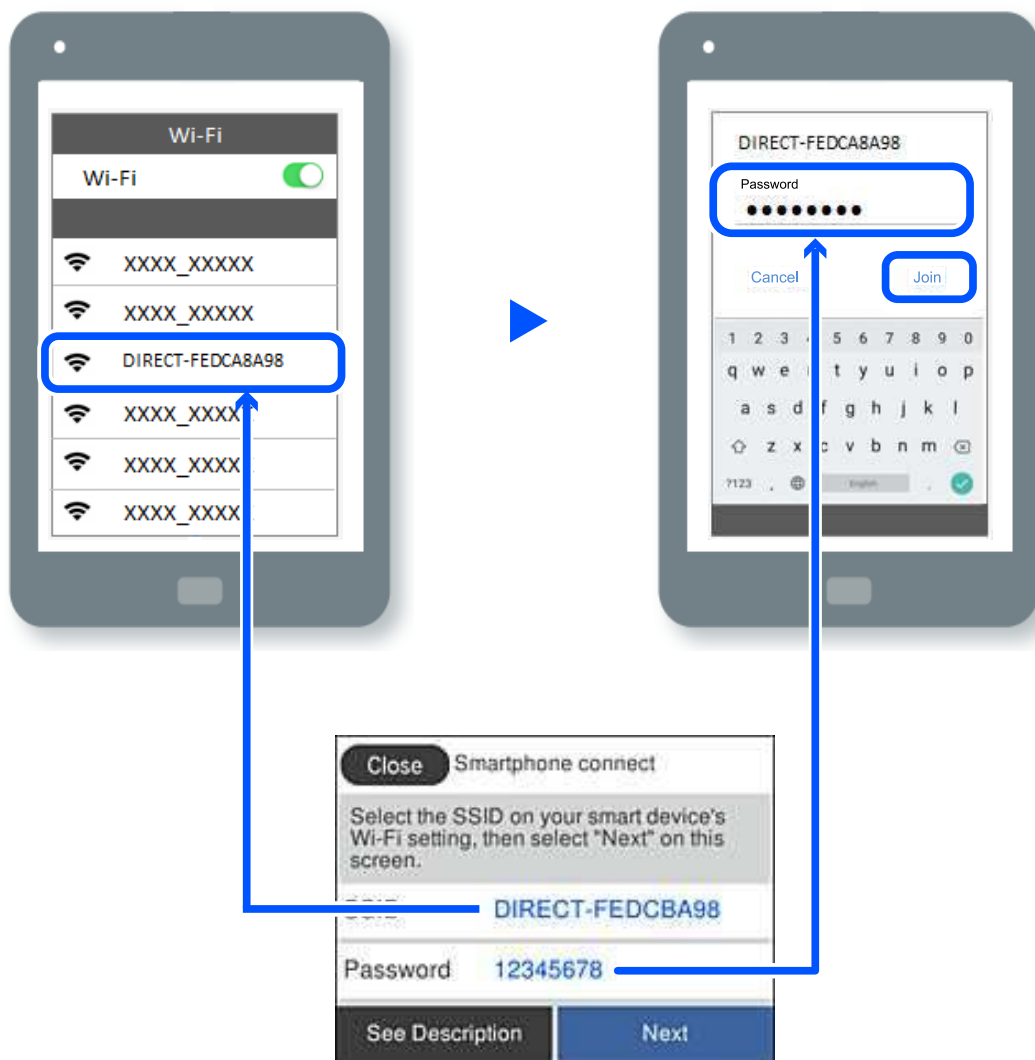 Wi-Fi
Wi-Fi
XXXX_XXXXX
XXXX_XXXXX
DIRECT-FEDCA8A98
XXXX_XXXX
XXXX_XXXX
XXXX_XXXX
DIRECT-FEDCA8A98
Password
Cancel Join
1 2 3 5 6 7 8 9 0
q w e t y u i o p
a s d f g h j k l
z x c v b n m
?123 , English .
Close Smartphone connect
Select the SSID on your smart device's
Wi-Fi setting, then select "Next" on this
screen.
DIRECT-FEDCBA98
Password 12345678
See Description Next